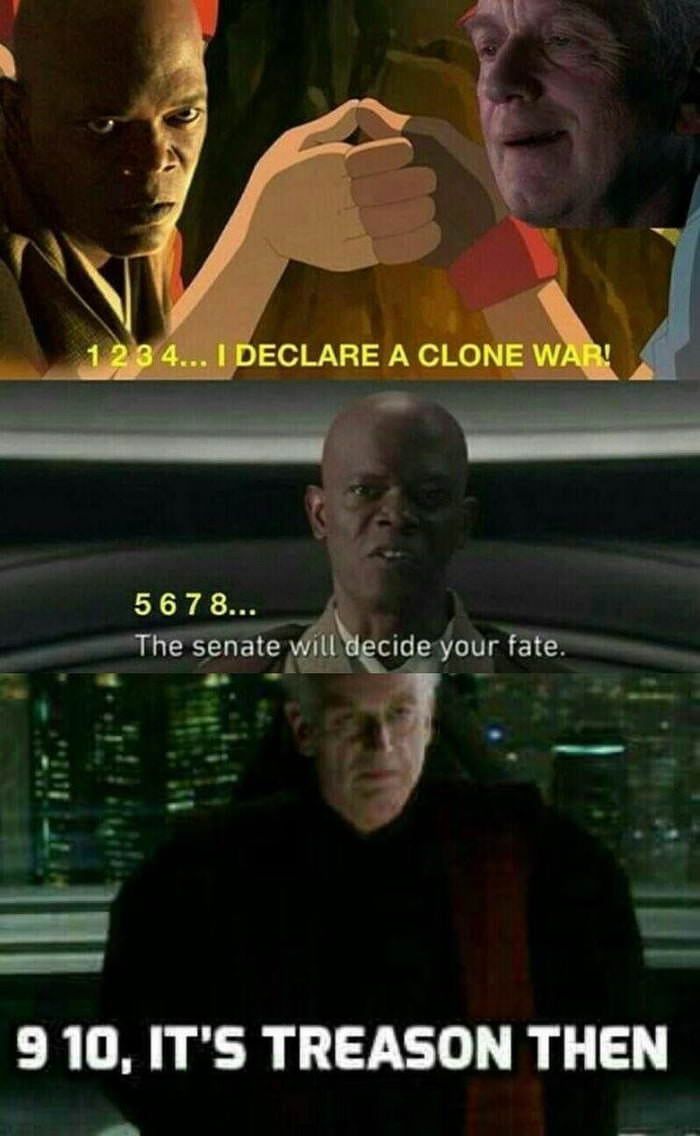 1 2 3 4... I DECLARE A CLONE WAR!
5 6 7 8...
The senate will decide your fate.
9 10, IT'S TREASON THEN